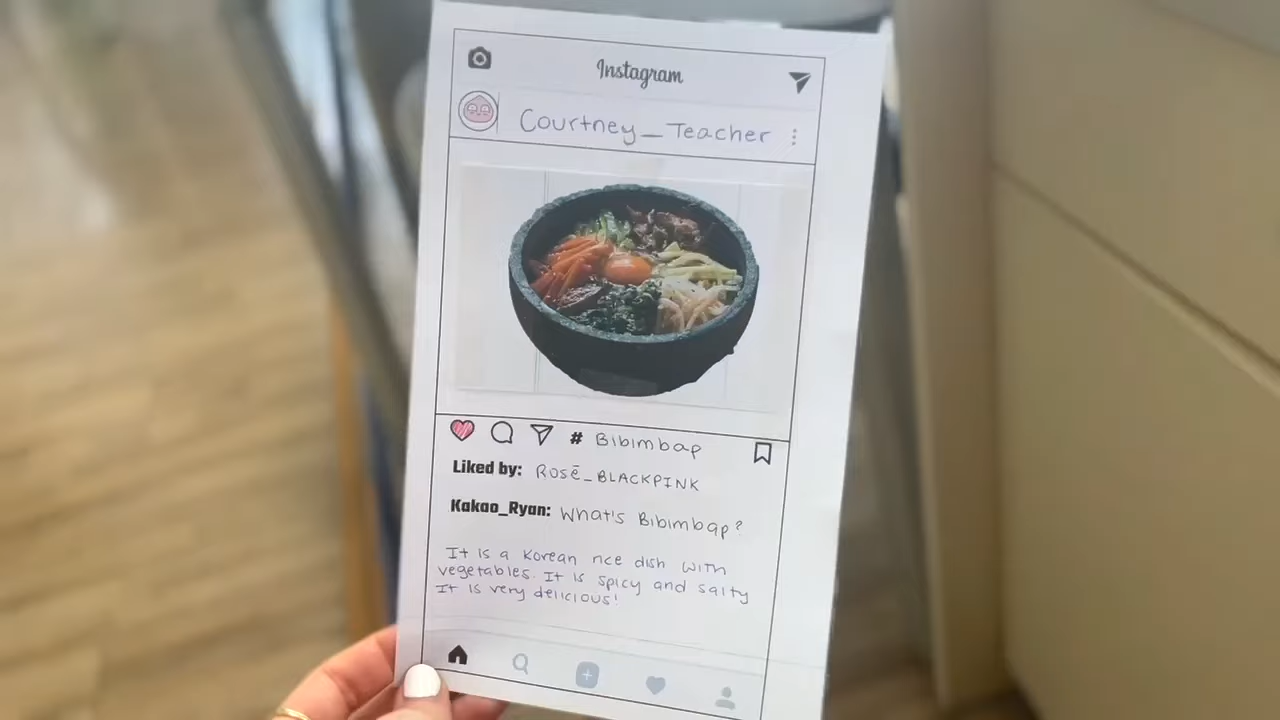 Instagram
Courtney_Teacher
# Bibimbap
Liked by: Rosē_BLACKPINK
Kakao_Ryan: What's Bibimbap?
It is a Korean rice dish with
vegetables. It is spicy and salty
It is very delicious!